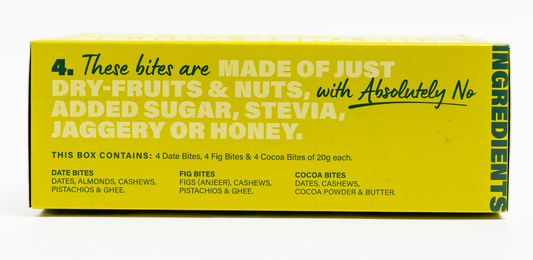 4. These bites are MADE OF JUST
DRY-FRUITS & NUTS, with Absolutely No
ADDED SUGAR, STEVIA,
JAGGERY OR HONEY.
THIS BOX CONTAINS: 4 Date Bites, 4 Fig Bites & 4 Cocoa Bites of 20g each.
DATE BITES
DATES, ALMONDS, CASHEWS,
PISTACHIOS & GHEE.
FIG BITES
FIGS (ANJEER), CASHEWS,
PISTACHIOS & GHEE.
COCOA BITES
DATES, CASHEWS,
COCOA POWDER & BUTTER.
INGREDIENTS